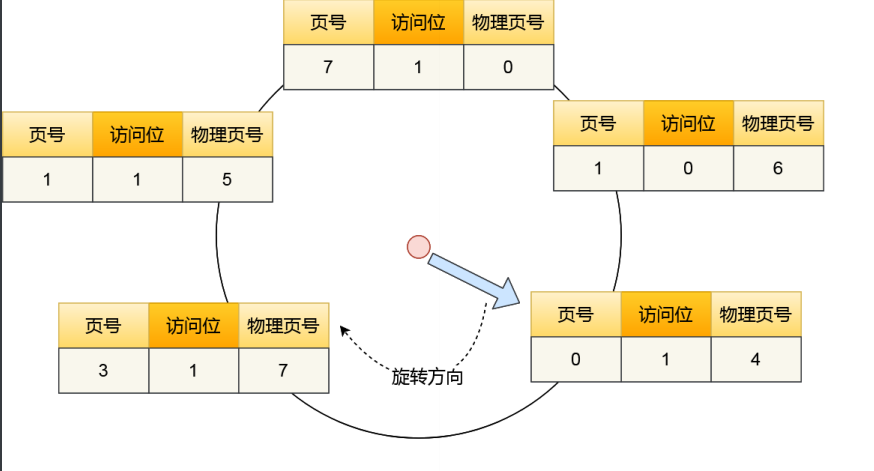 页号 访问位 物理页号
7 1 0
页号 访问位 物理页号
1 1 5
页号 访问位 物理页号
1 0 6
页号 访问位 物理页号
3 1 7
页号 访问位 物理页号
0 1 4
旋转方向